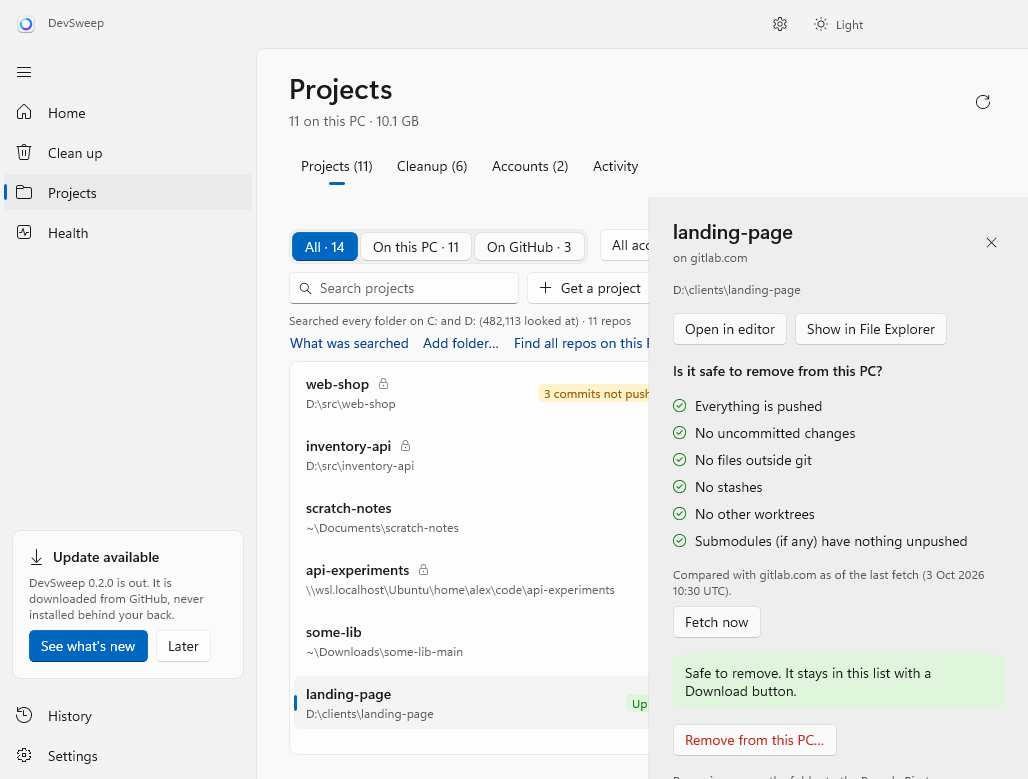 DevSweep
Light
Home
Clean up
Projects
Health
Update available
DevSweep 0.2.0 is out. It is
downloaded from GitHub, never
installed behind your back.
See what's new
Later
History
Settings
Projects
11 on this PC · 10.1 GB
Projects (11)
Cleanup (6)
Accounts (2)
Activity
All · 14
On this PC · 11
On GitHub · 3
All acc
Search projects
Get a project
Searched every folder on C: and D: (482,113 looked at) · 11 repos
What was searched
Add folder...
Find all repos on this
web-shop
D:\src\web-shop
3 commits not push
inventory-api
D:\src\inventory-api
scratch-notes
~\Documents\scratch-notes
api-experiments
\\wsl.localhost\Ubuntu\home\alex\code\api-experiments
some-lib
~\Downloads\some-lib-main
landing-page
D:\clients\landing-page
Up
landing-page
on gitlab.com
D:\clients\landing-page
Open in editor
Show in File Explorer
Is it safe to remove from this PC?
Everything is pushed
No uncommitted changes
No files outside git
No stashes
No other worktrees
Submodules (if any) have nothing unpushed
Compared with gitlab.com as of the last fetch (3 Oct 2026
10:30 UTC).
Fetch now
Safe to remove. It stays in this list with a
Download button.
Remove from this PC...